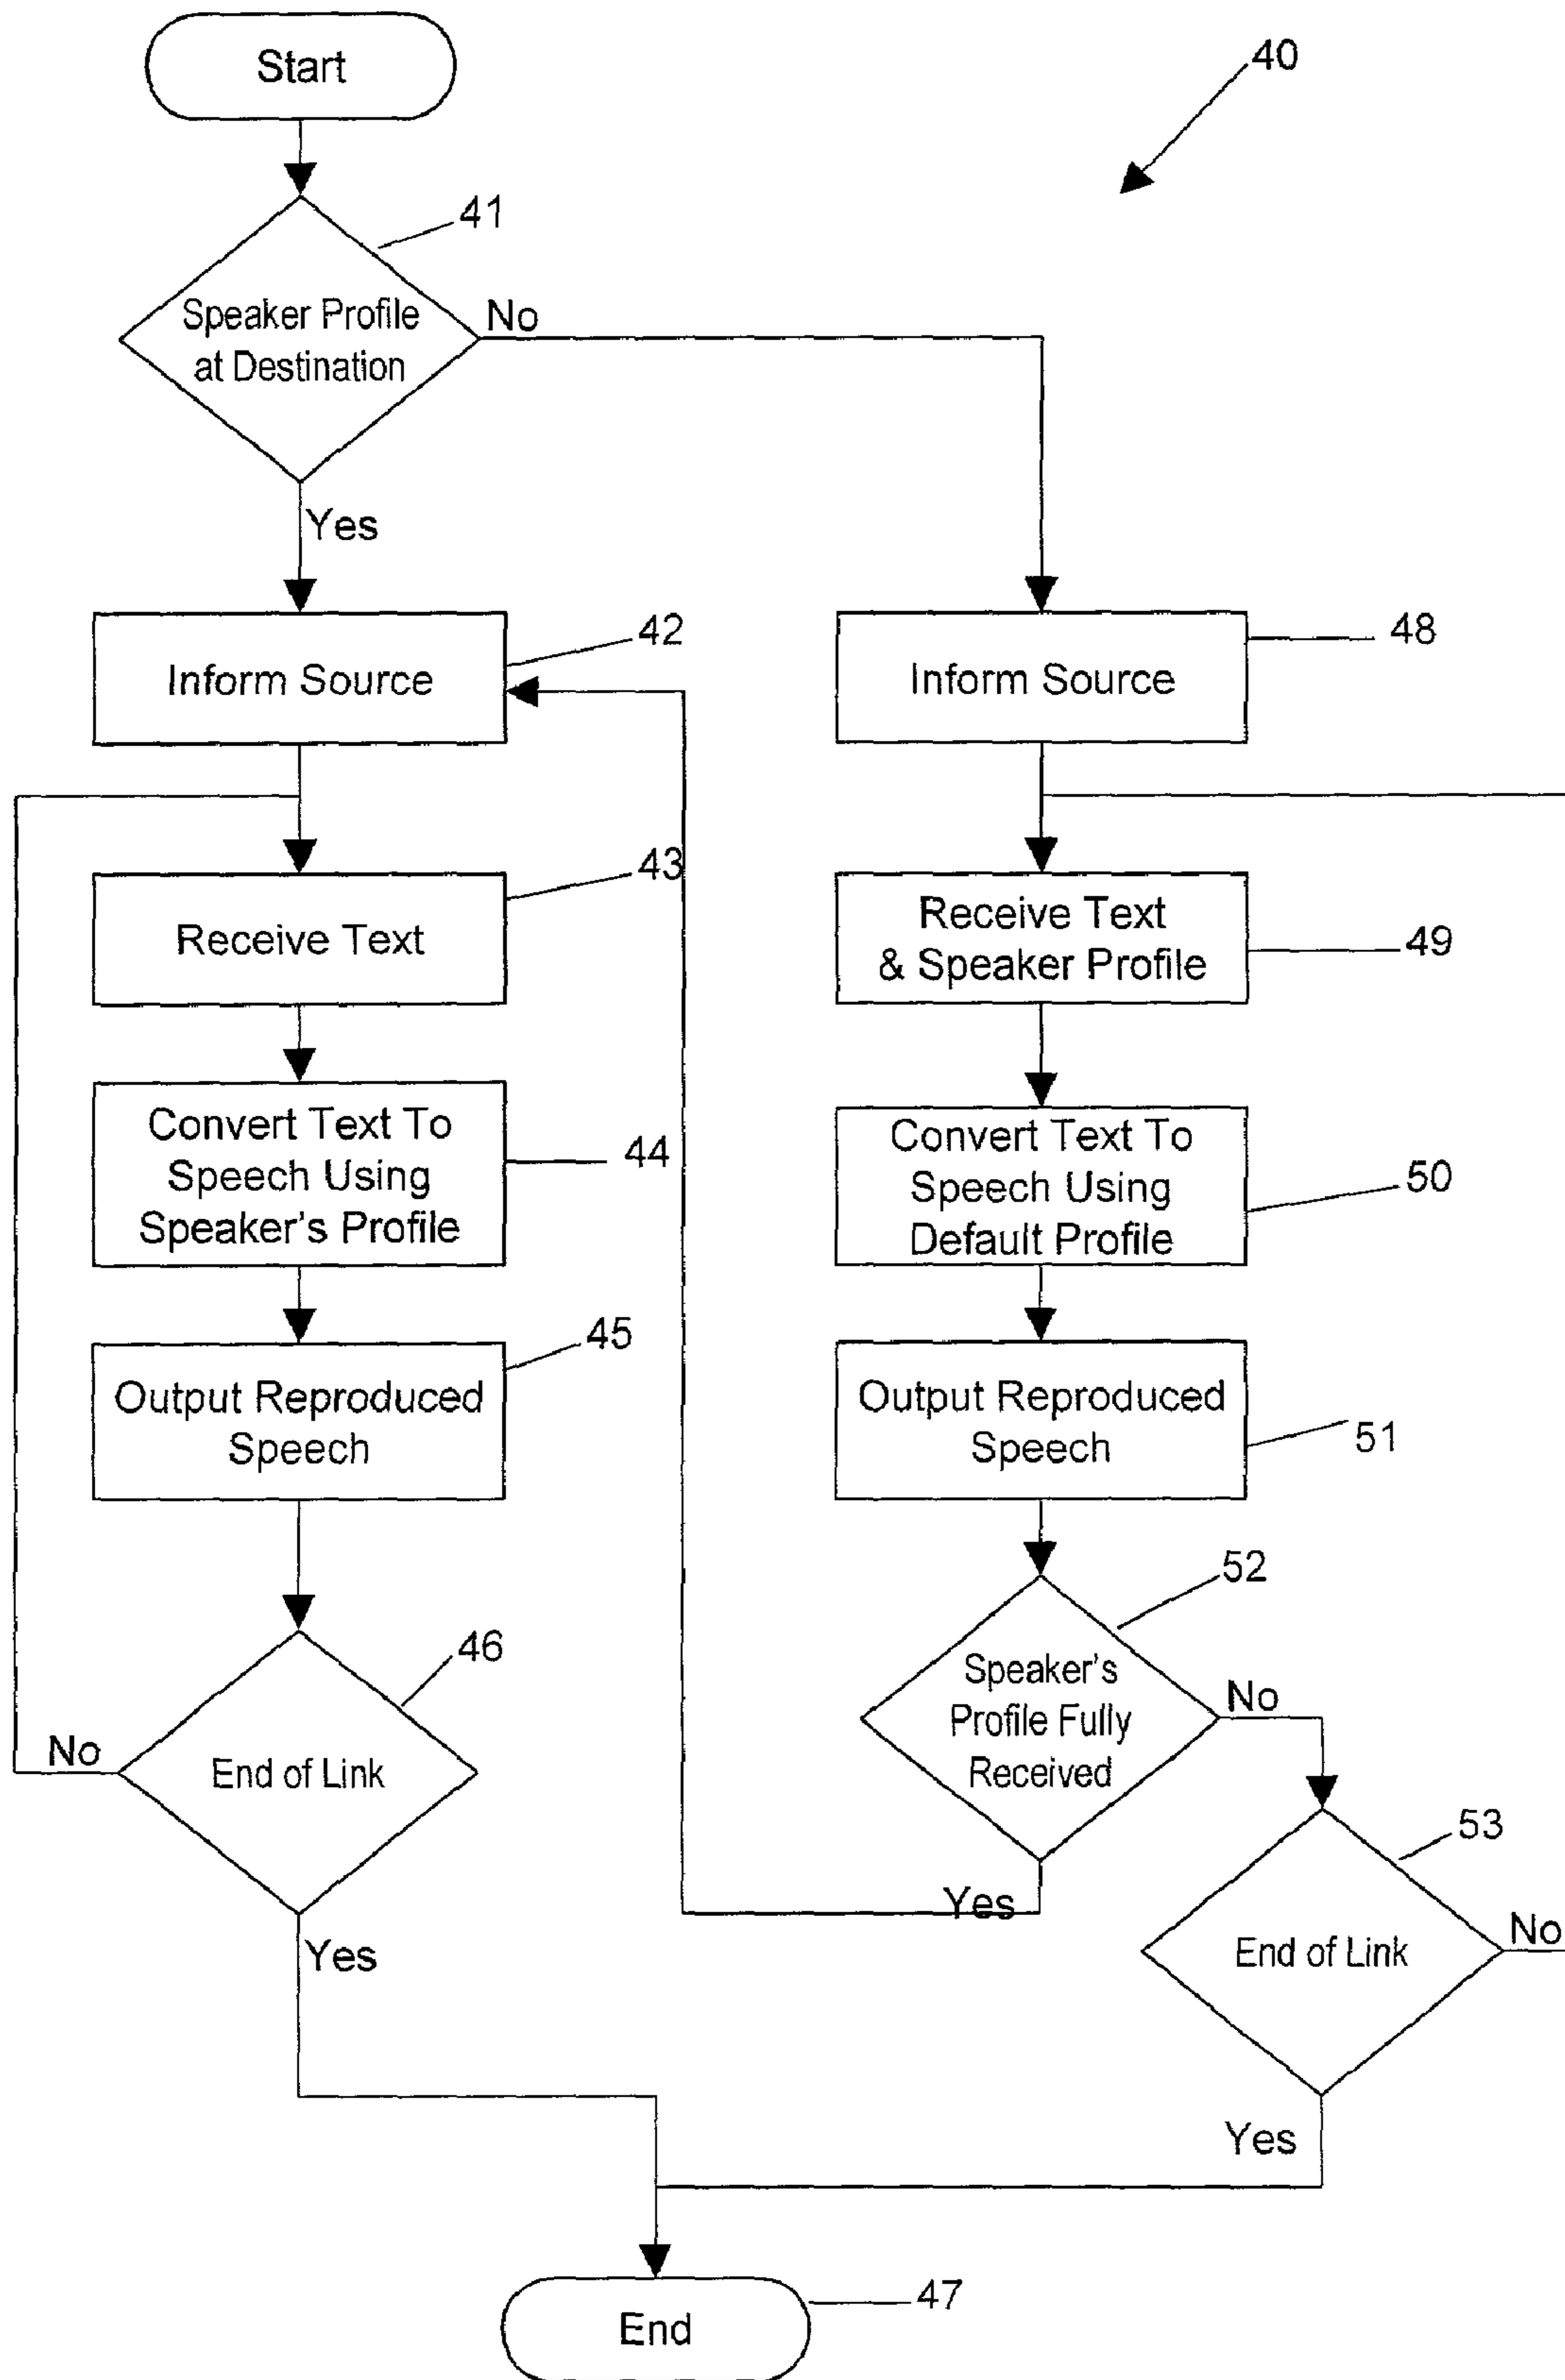 Start
40
41
Speaker Profile
at Destination
No
Yes
42
Inform Source
48
Inform Source
43
Receive Text
Receive Text
& Speaker Profile
49
Convert Text To
Speech Using
Speaker's Profile
44
Convert Text To
Speech Using
Default Profile
50
45
Output Reproduced
Speech
Output Reproduced
Speech
51
52
Speaker's
Profile Fully
Received
No
Yes
46
End of Link
No
Yes
53
End of Link
No
Yes
47
End